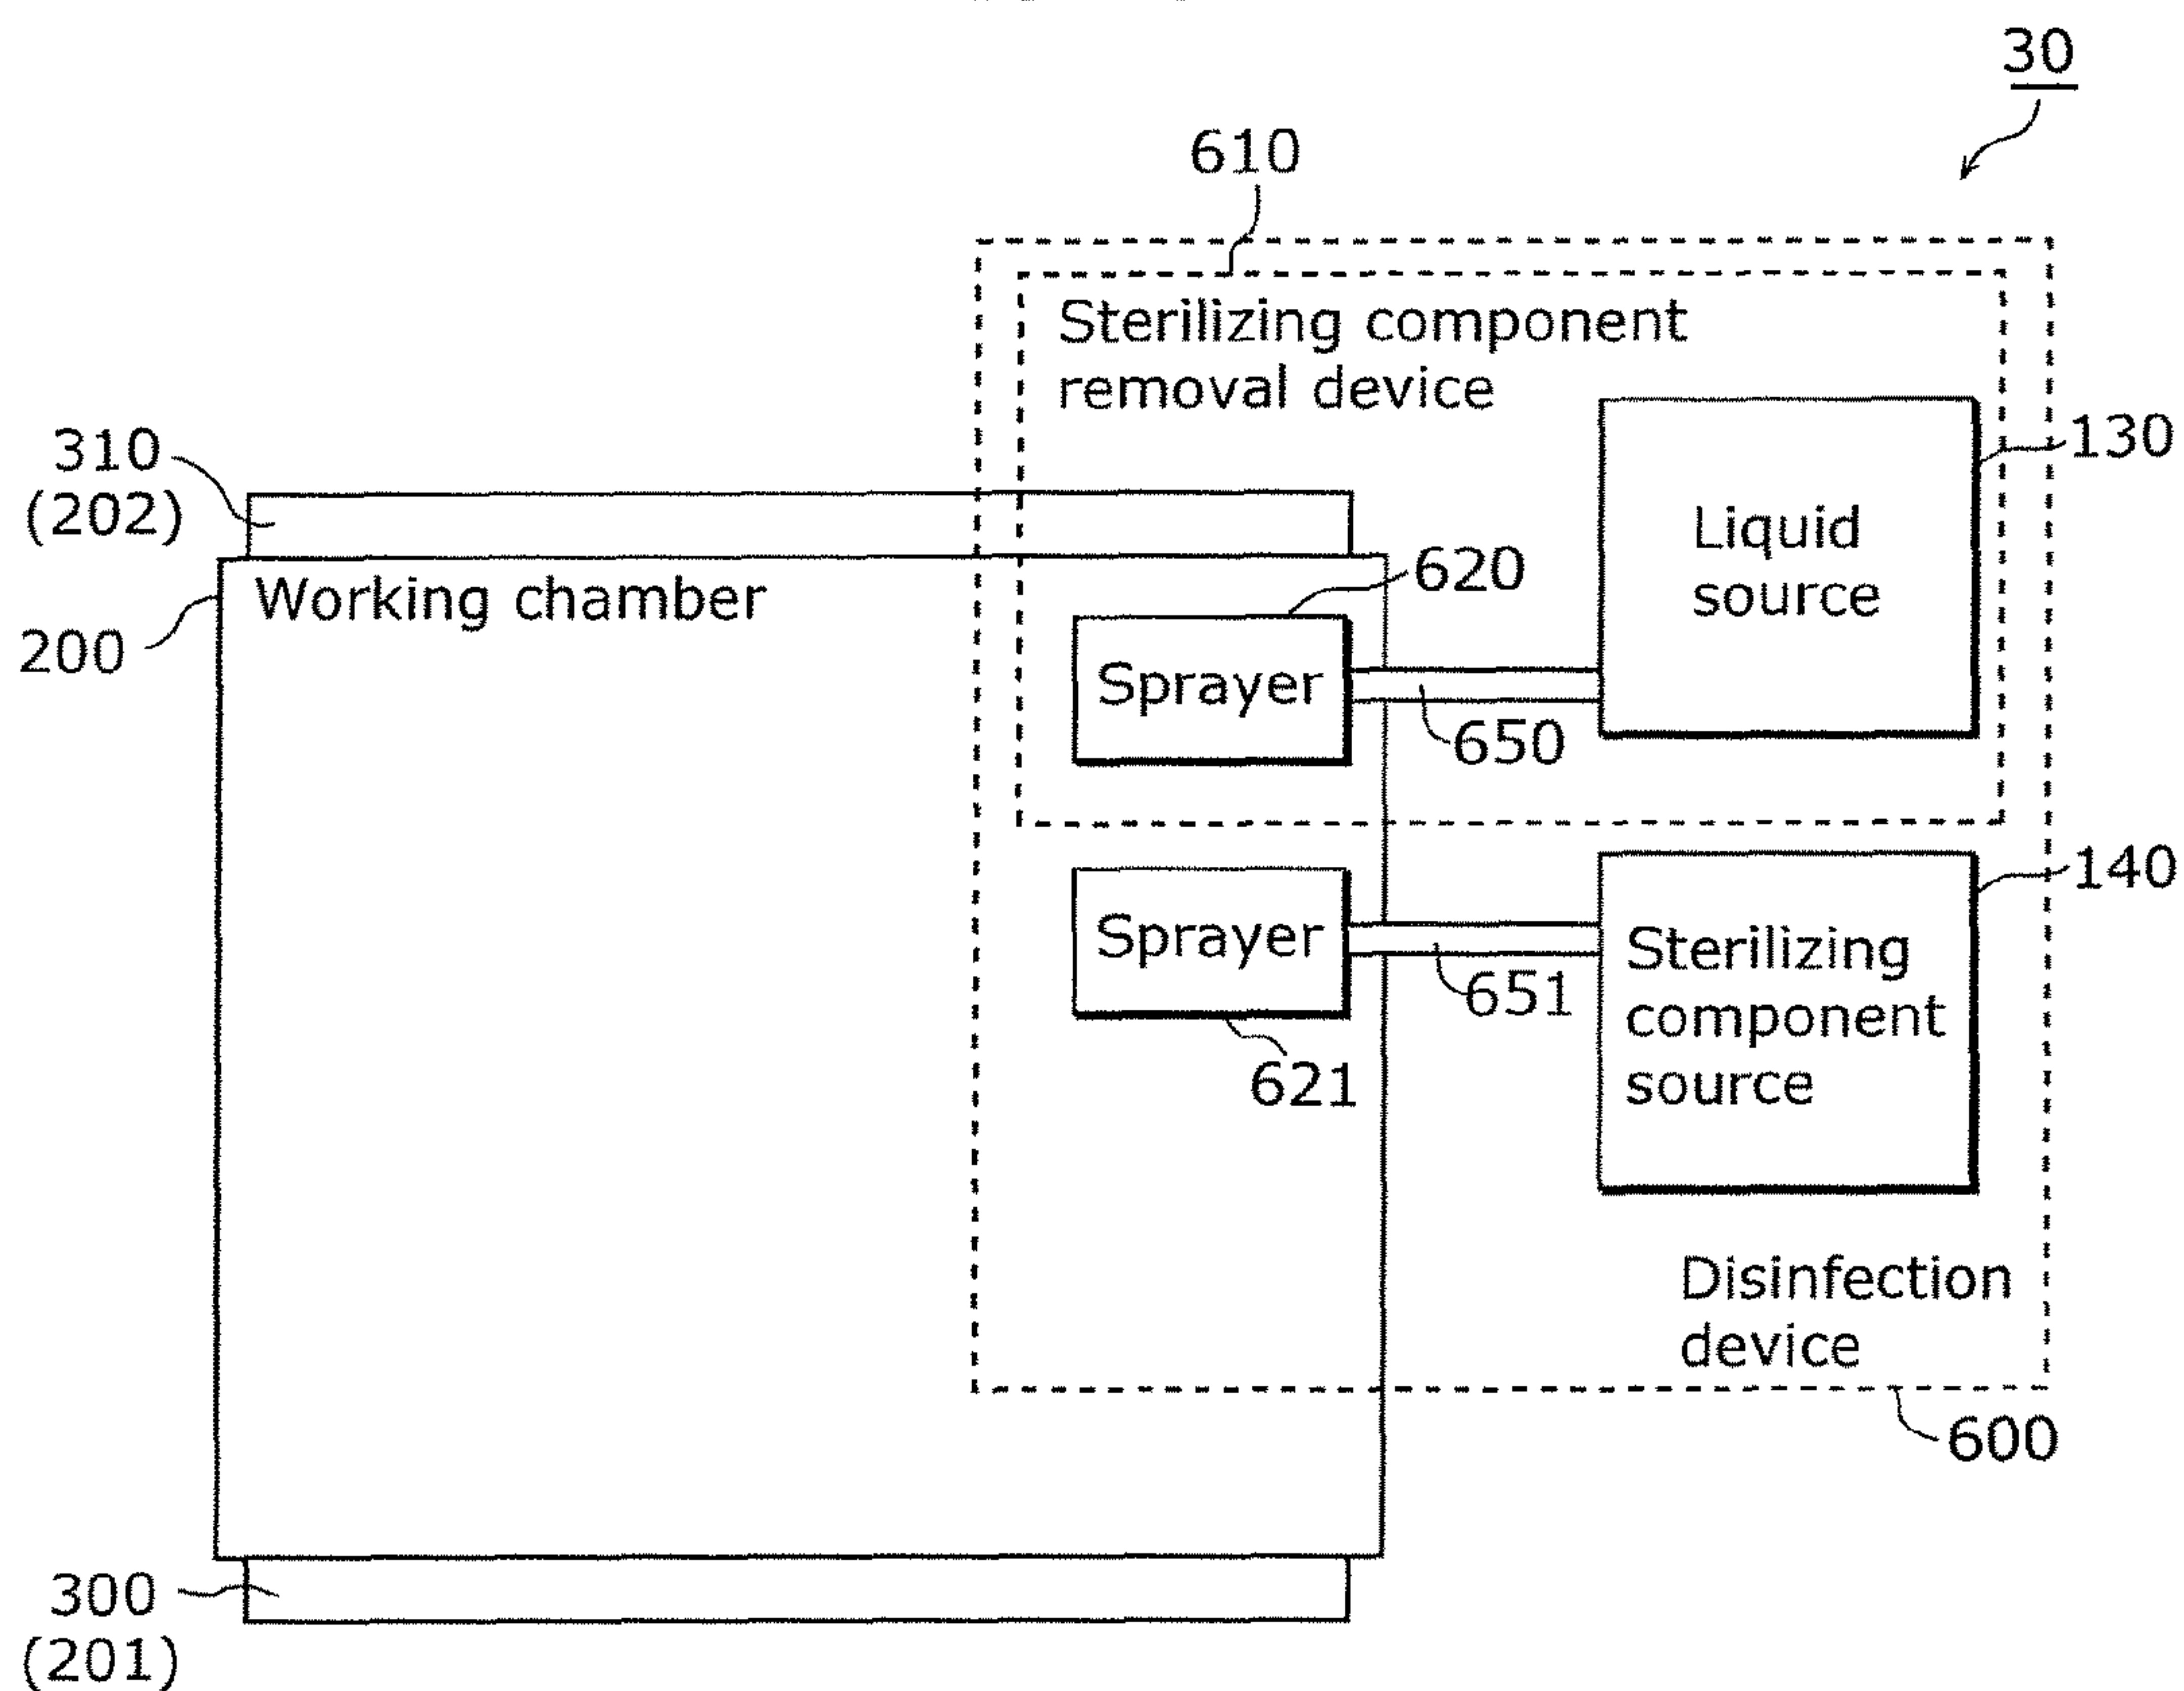 30
610
Sterilizing component
removal device
310
(202)
130
Liquid
source
620
Working chamber
200
Sprayer
650
140
Sprayer
651
Sterilizing
component
source
621
Disinfection
device
600
300
(201)